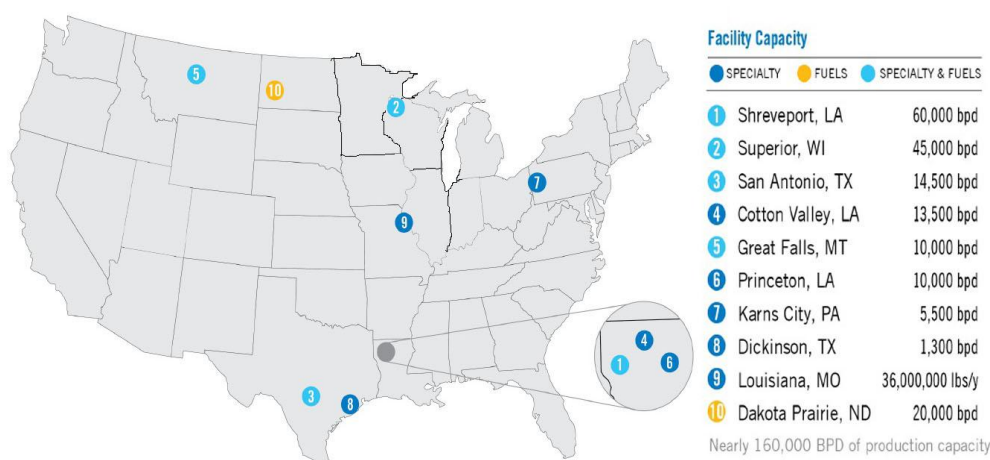 Facility Capacity
SPECIALTY FUELS SPECIALTY & FUELS
1 Shreveport, LA 60,000 bpd
2 Superior, WI 45,000 bpd
3 San Antonio, TX 14,500 bpd
4 Cotton Valley, LA 13,500 bpd
5 Great Falls, MT 10,000 bpd
6 Princeton, LA 10,000 bpd
7 Karns City, PA 5,500 bpd
8 Dickinson, TX 1,300 bpd
9 Louisiana, MO 36,000,000 lbs/y
10 Dakota Prairie, ND 20,000 bpd
Nearly 160,000 BPD of production capacity
5
10
2
7
9
4
1 6
3
8